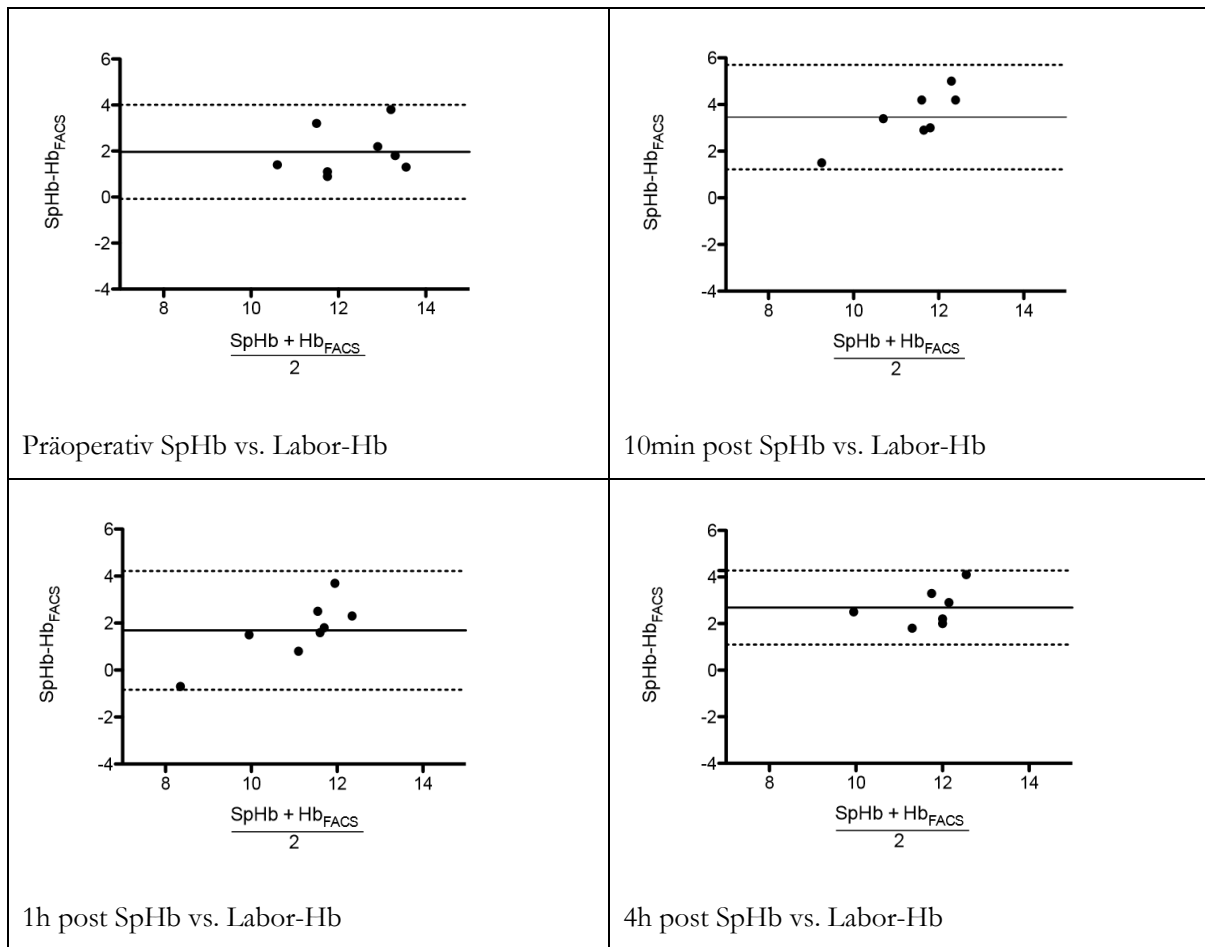 6
4
2
0
-2
-4
SpHb-Hb_FACS
8 10 12 14
SpHb + Hb_FACS
2
Präoperativ SpHb vs. Labor-Hb
6
4
2
0
-2
-4
SpHb-Hb_FACS
8 10 12 14
SpHb + Hb_FACS
2
10min post SpHb vs. Labor-Hb
6
4
2
0
-2
-4
SpHb-Hb_FACS
8 10 12 14
SpHb + Hb_FACS
2
1h post SpHb vs. Labor-Hb
6
4
2
0
-2
-4
SpHb-Hb_FACS
8 10 12 14
SpHb + Hb_FACS
2
4h post SpHb vs. Labor-Hb